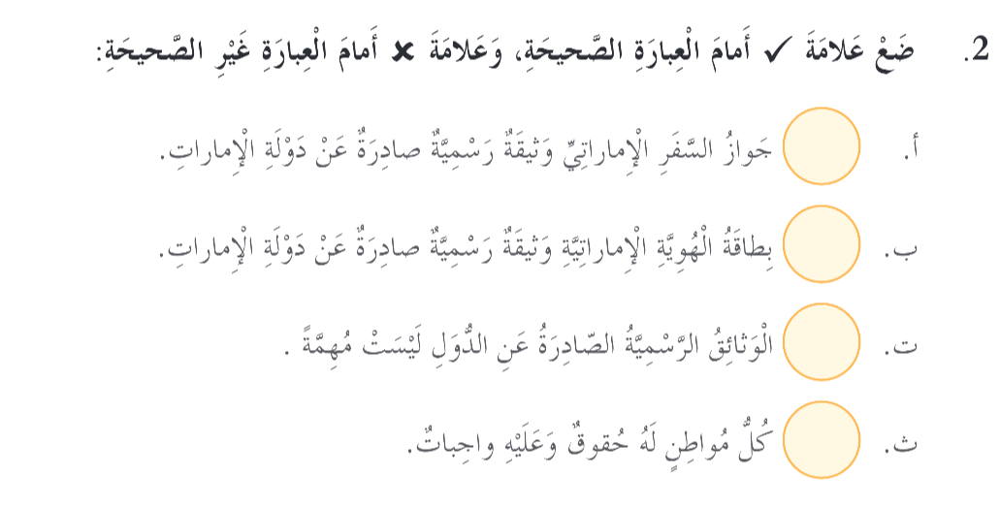 2. ضَعْ عَلامَةَ ✓ أَمامَ الْعِبارَةِ الصَّحيحَةِ، وَعَلامَةَ ✗ أَمامَ الْعِبارَةِ غَيْرِ الصَّحيحَةِ:
أ. جَوازُ السَّفَرِ الْإِماراتِيِّ وَثيقَةٌ رَسْمِيَّةٌ صادِرَةٌ عَنْ دَوْلَةِ الْإِماراتِ.
ب. بِطاقَةُ الْهُوِيَّةِ الْإِماراتِيَّةِ وَثيقَةٌ رَسْمِيَّةٌ صادِرَةٌ عَنْ دَوْلَةِ الْإِماراتِ.
ت. الْوَثائِقُ الرَّسْمِيَّةُ الصّادِرَةُ عَنِ الدُّوَلِ لَيْسَتْ مُهِمَّةً .
ث. كُلُّ مُواطِنٍ لَهُ حُقوقٌ وَعَلَيْهِ واجِباتٌ.